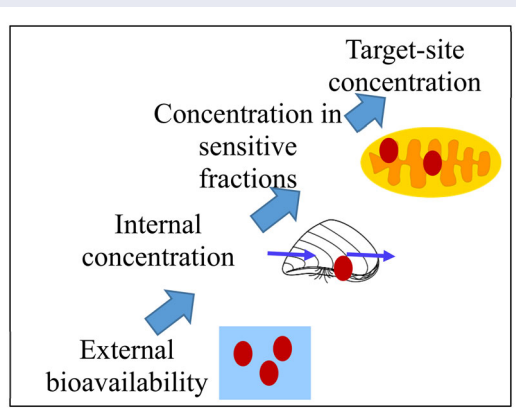 Target-site
concentration
Concentration in
sensitive
fractions
Internal
concentration
External
bioavailability